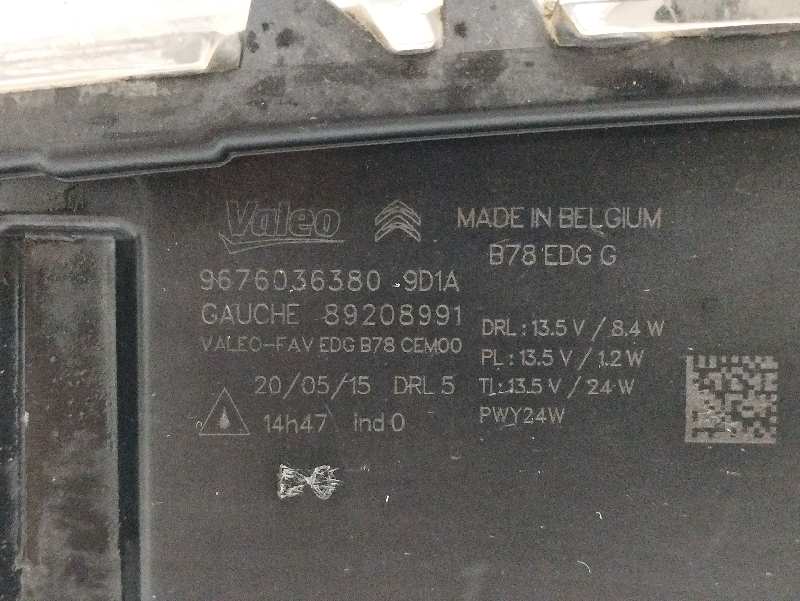 Valeo
MADE IN BELGIUM
B78 EDG G
9676036380 9D1A
GAUCHE 89208991
VALEO-FAV EDG B78 CEM00
20/05/15 DRL 5
14h47 Ind 0
DRL : 13.5 V / 8.4 W
PL : 13.5 V / 1.2 W
TL : 13.5 V / 24 W
PWY24W